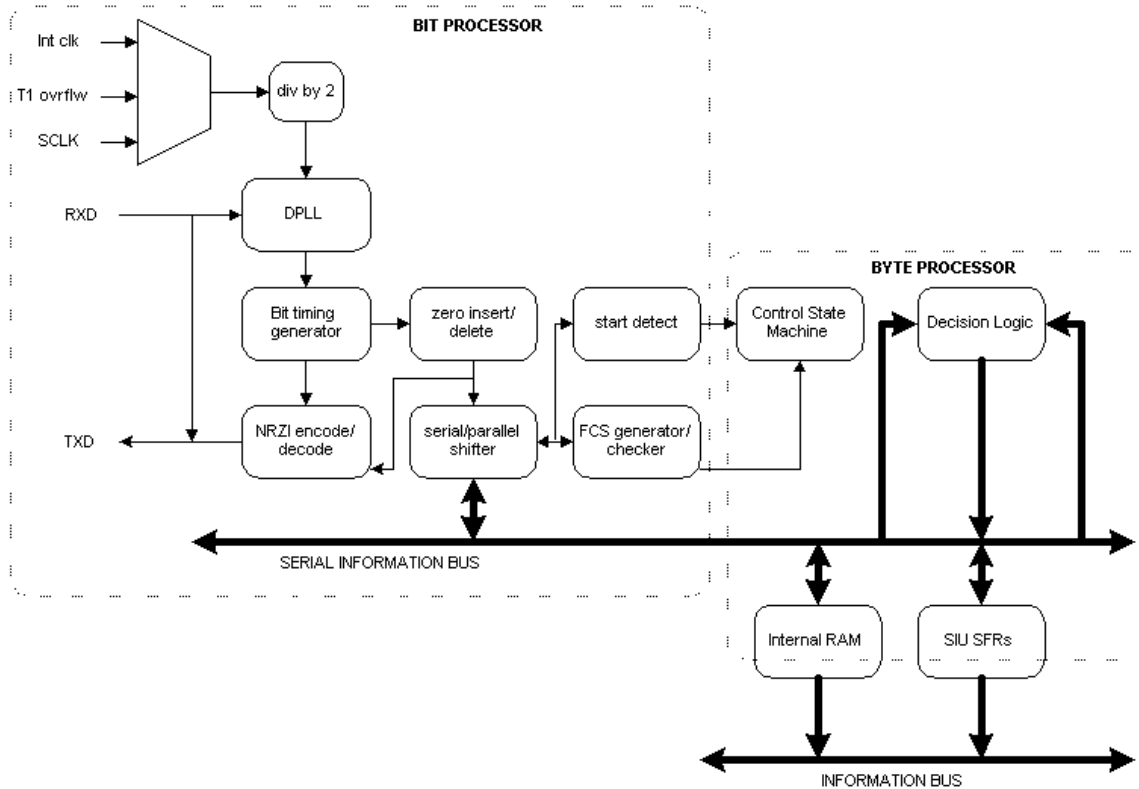 BIT PROCESSOR
Int clk
T1 ovrflw
SCLK
div by 2
RXD
DPLL
BYTE PROCESSOR
Bit timing
generator
zero insert/
delete
start detect
Control State
Machine
Decision Logic
TXD
NRZI encode/
decode
serial/parallel
shifter
FCS generator/
checker
SERIAL INFORMATION BUS
Internal RAM
SIU SFRs
INFORMATION BUS